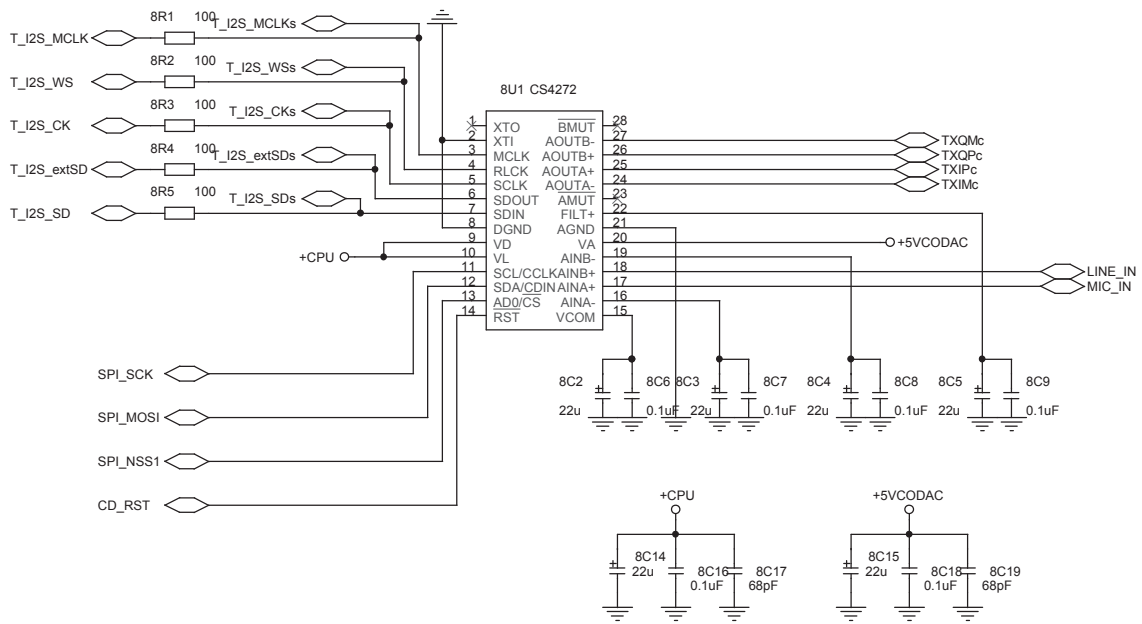 8R1 100 T_I2S_MCLKs
T_I2S_MCLK
8R2 100 T_I2S_WSs
T_I2S_WS
8R3 100 T_I2S_CKs
T_I2S_CK
8R4 100 T_I2S_extSDs
T_I2S_extSD
8R5 100 T_I2S_SDs
T_I2S_SD
+CPU
8U1 CS4272
1 XTO BMUT 28
2 XTI AOUTB- 27 TXQMc
3 MCLK AOUTB+ 26 TXQPc
4 RLCK AOUTA+ 25 TXIPc
5 SCLK AOUTA- 24 TXIMc
6 SDOUT AMUT 23
7 SDIN FILT+ 22
8 DGND AGND 21
9 VD VA 20 +5VCODAC
10 VL AINB- 19
11 SCL/CCLK AINB+ 18 LINE_IN
12 SDA/CDIN AINA+ 17 MIC_IN
13 AD0/CS AINA- 16
14 RST VCOM 15
SPI_SCK
SPI_MOSI
SPI_NSS1
CD_RST
8C2 8C6 8C3 8C7 8C4 8C8 8C5 8C9
22u 0.1uF 22u 0.1uF 22u 0.1uF 22u 0.1uF
+CPU +5VCODAC
8C14 8C16 8C17 8C15 8C18 8C19
22u 0.1uF 68pF 22u 0.1uF 68pF